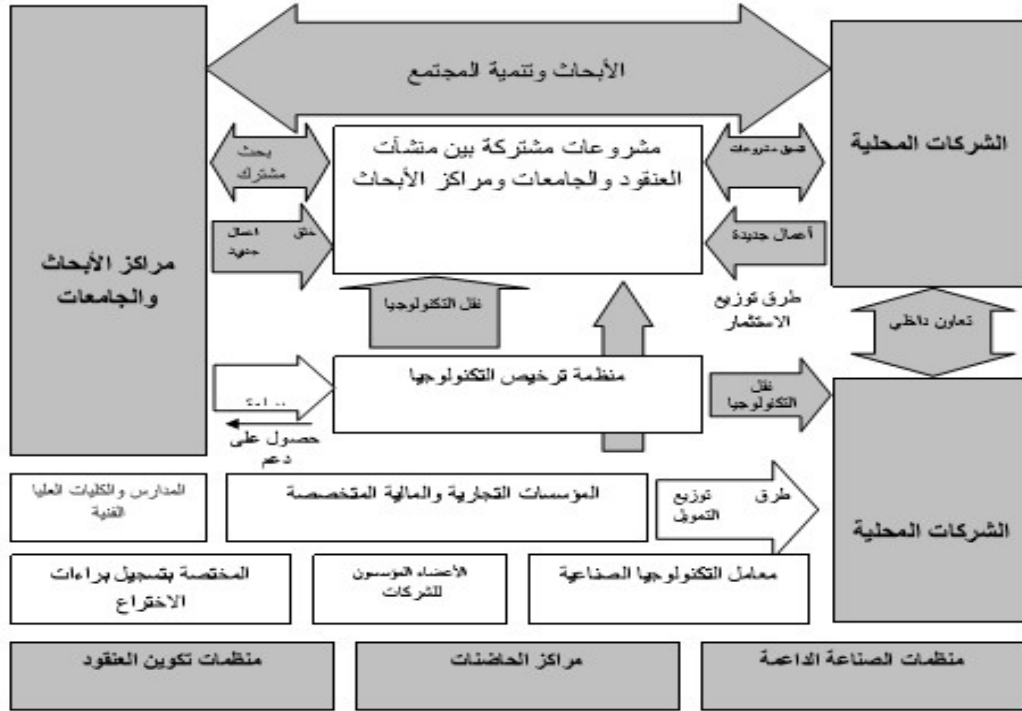 الأبحاث وتنمية المجتمع
الشركات المحلية
مشروعات مشتركة بين منشآت
العنقود والجامعات ومراكز الأبحاث
بحث
مشترك
مشروعات
خلق اعمال
أعمال جديدة
مراكز الأبحاث
والجامعات
نقل التكنولوجيا
طرق توزيع
الاستثمار
تعاون داخلي
منظمة ترخيص التكنولوجيا
نقل
التكنولوجيا
حصول على
دعم
المدارس والكليات العليا
الفنية
المؤسسات التجارية والمالية المتخصصة
طرق توزيع
التمويل
الشركات المحلية
المختصة بتسجيل براءات
الاختراع
الأعضاء المؤسسون
للشركات
معامل التكنولوجيا الصناعية
منظمات تكوين العنقود
مراكز الحاضنات
منظمات الصناعة الداعمة